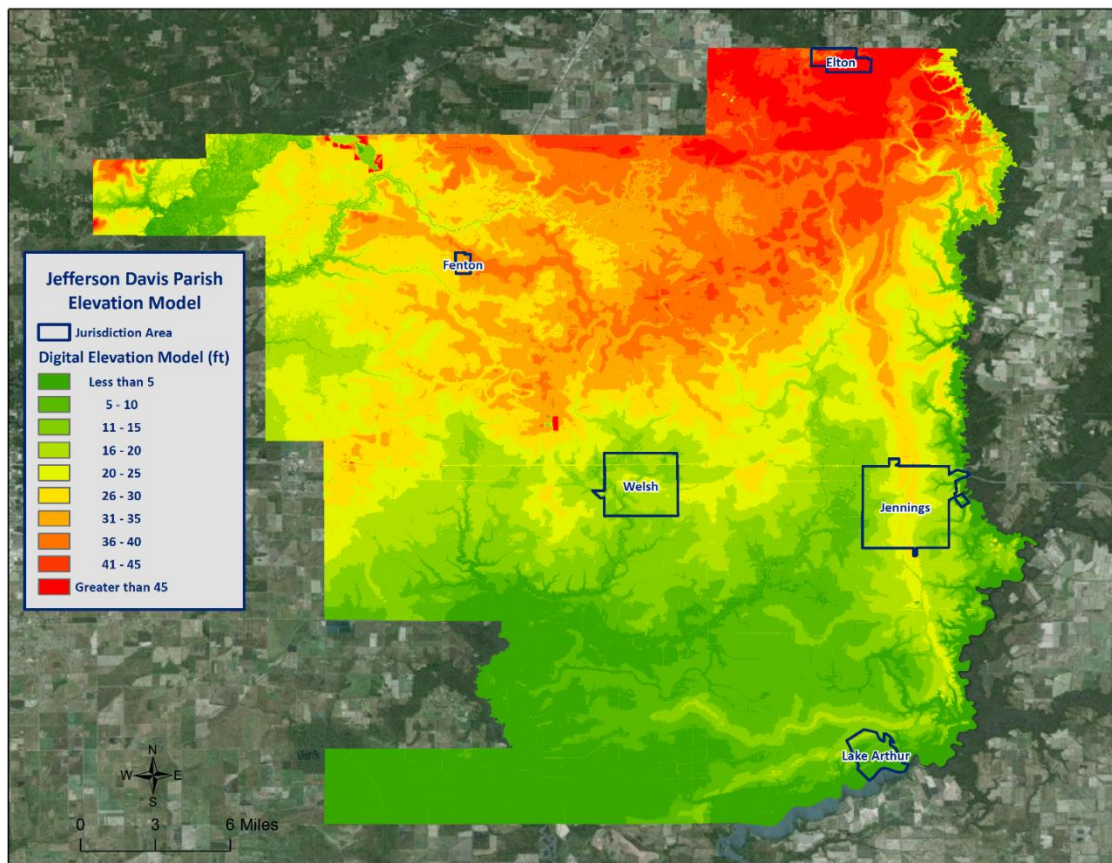 Elton
Fenton
Jefferson Davis Parish
Elevation Model
Jurisdiction Area
Digital Elevation Model (ft)
Less than 5
5 - 10
11 - 15
16 - 20
20 - 25
26 - 30
31 - 35
36 - 40
41 - 45
Greater than 45
Welsh
Jennings
Lake Arthur
N
W E
S
0 3 6 Miles